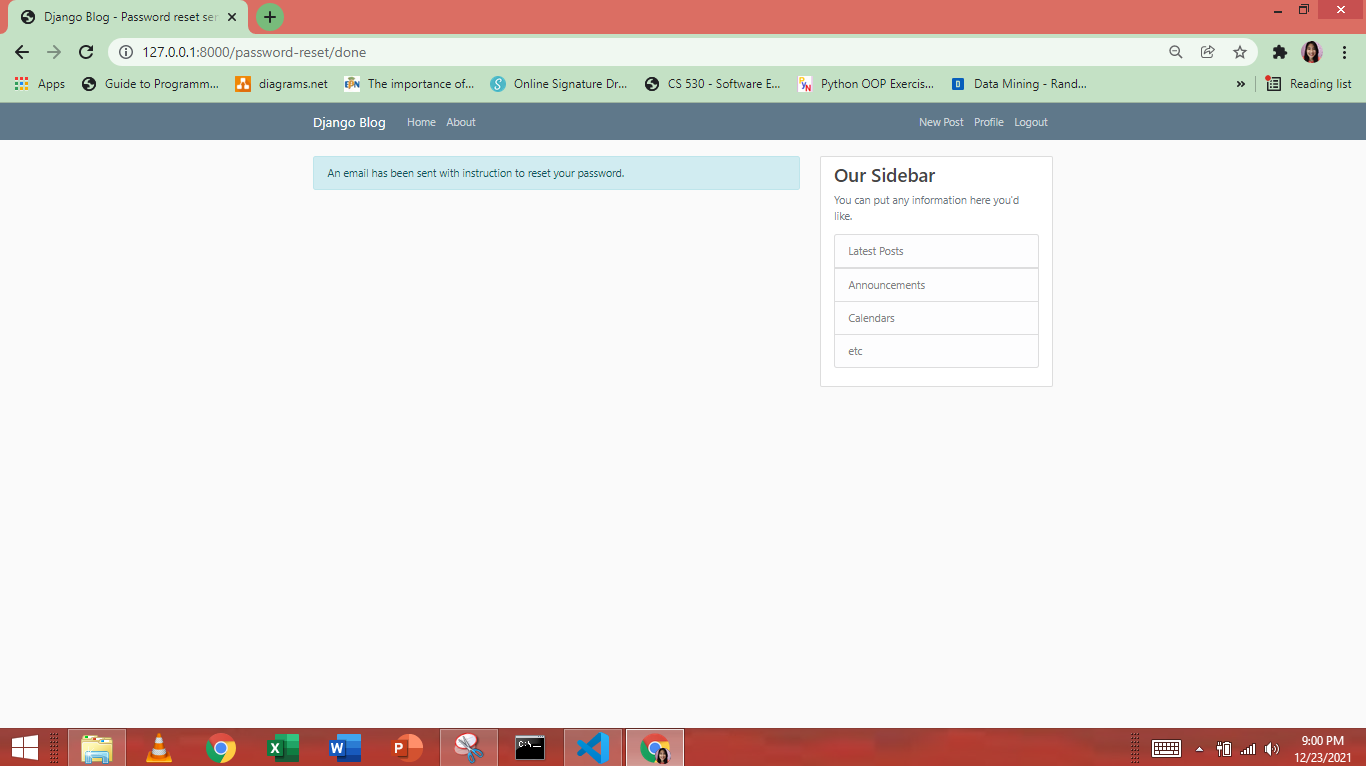 Django Blog - Password reset sen
127.0.0.1:8000/password-reset/done
Apps Guide to Programm... diagrams.net The importance of... Online Signature Dr... CS 530 - Software E... Python OOP Exercis... Data Mining - Rand... » Reading list
Django Blog Home About New Post Profile Logout
An email has been sent with instruction to reset your password.
Our Sidebar
You can put any information here you'd
like.
Latest Posts
Announcements
Calendars
etc
9:00 PM
12/23/2021